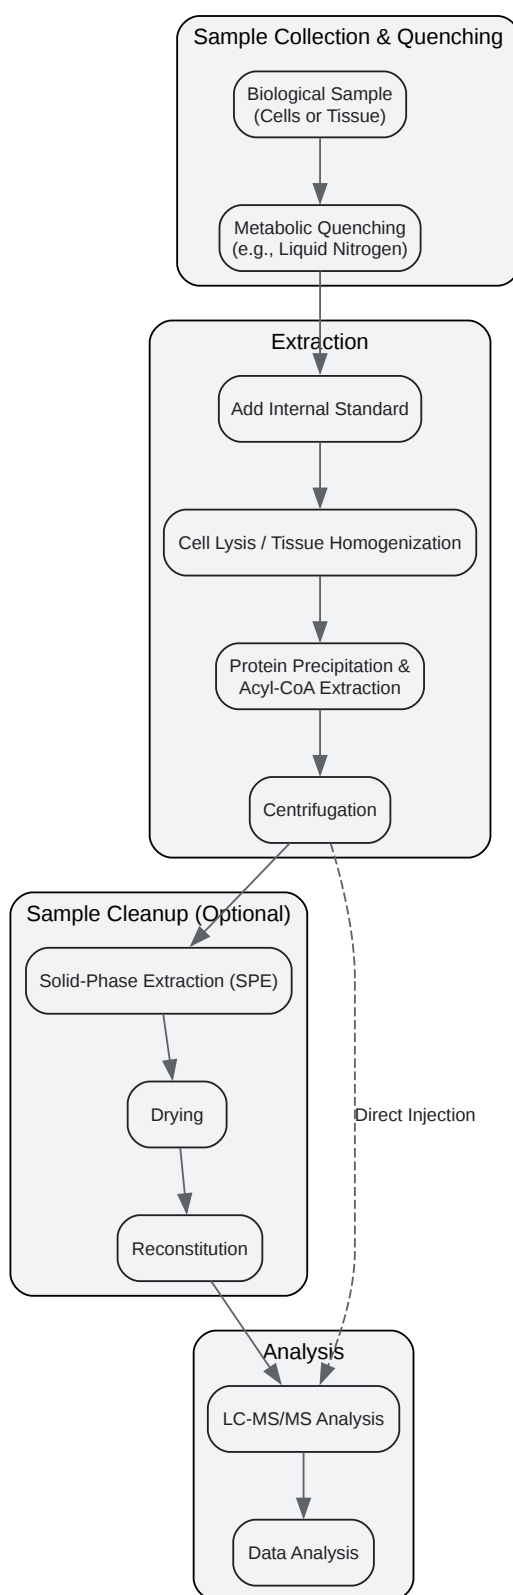 Sample Collection & Quenching
Biological Sample
(Cells or Tissue)
Metabolic Quenching
(e.g., Liquid Nitrogen)
Extraction
Add Internal Standard
Cell Lysis / Tissue Homogenization
Protein Precipitation &
Acyl-CoA Extraction
Centrifugation
Sample Cleanup (Optional)
Solid-Phase Extraction (SPE)
Drying
Direct Injection
Reconstitution
Analysis
LC-MS/MS Analysis
Data Analysis